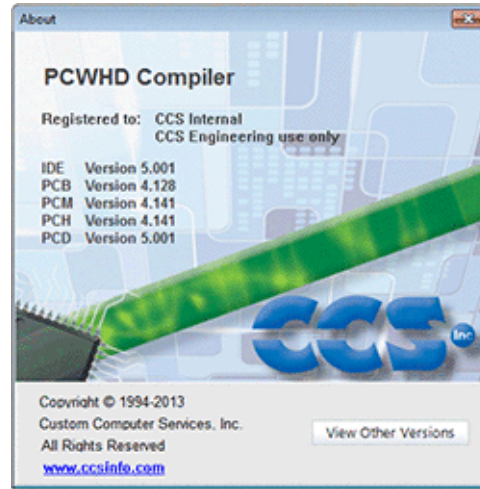 About
PCWHD Compiler
Registered to: CCS Internal
CCS Engineering use only
IDE Version 5.001
PCB Version 4.128
PCM Version 4.141
PCH Version 4.141
PCD Version 5.001
CCS Inc
Copyright © 1994-2013
Custom Computer Services, Inc.
All Rights Reserved
View Other Versions
www.ccsinfo.com